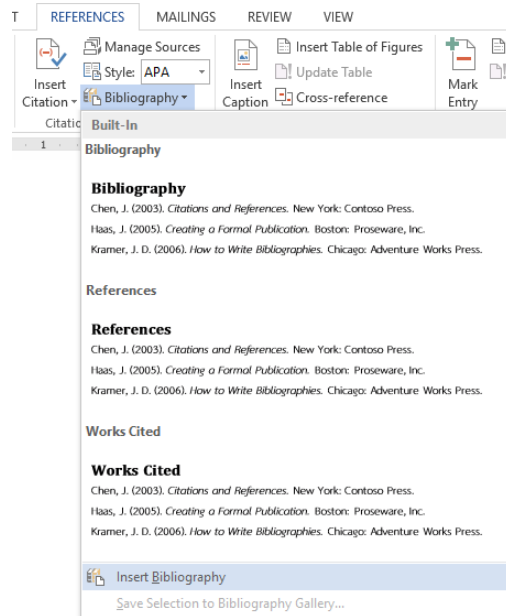 T REFERENCES MAILINGS REVIEW VIEW
Manage Sources
Style: APA
Bibliography
Insert
Citation
Insert
Caption
Insert Table of Figures
Update Table
Cross-reference
Mark
Entry
Citatic
1
Built-In
Bibliography
Bibliography
Chen, J. (2003). Citations and References. New York: Contoso Press.
Haas, J. (2005). Creating a Formal Publication. Boston: Proseware, Inc.
Kramer, J. D. (2006). How to Write Bibliographies. Chicago: Adventure Works Press.
References
References
Chen, J. (2003). Citations and References. New York: Contoso Press.
Haas, J. (2005). Creating a Formal Publication. Boston: Proseware, Inc.
Kramer, J. D. (2006). How to Write Bibliographies. Chicago: Adventure Works Press.
Works Cited
Works Cited
Chen, J. (2003). Citations and References. New York: Contoso Press.
Haas, J. (2005). Creating a Formal Publication. Boston: Proseware, Inc.
Kramer, J. D. (2006). How to Write Bibliographies. Chicago: Adventure Works Press.
Insert Bibliography
Save Selection to Bibliography Gallery...